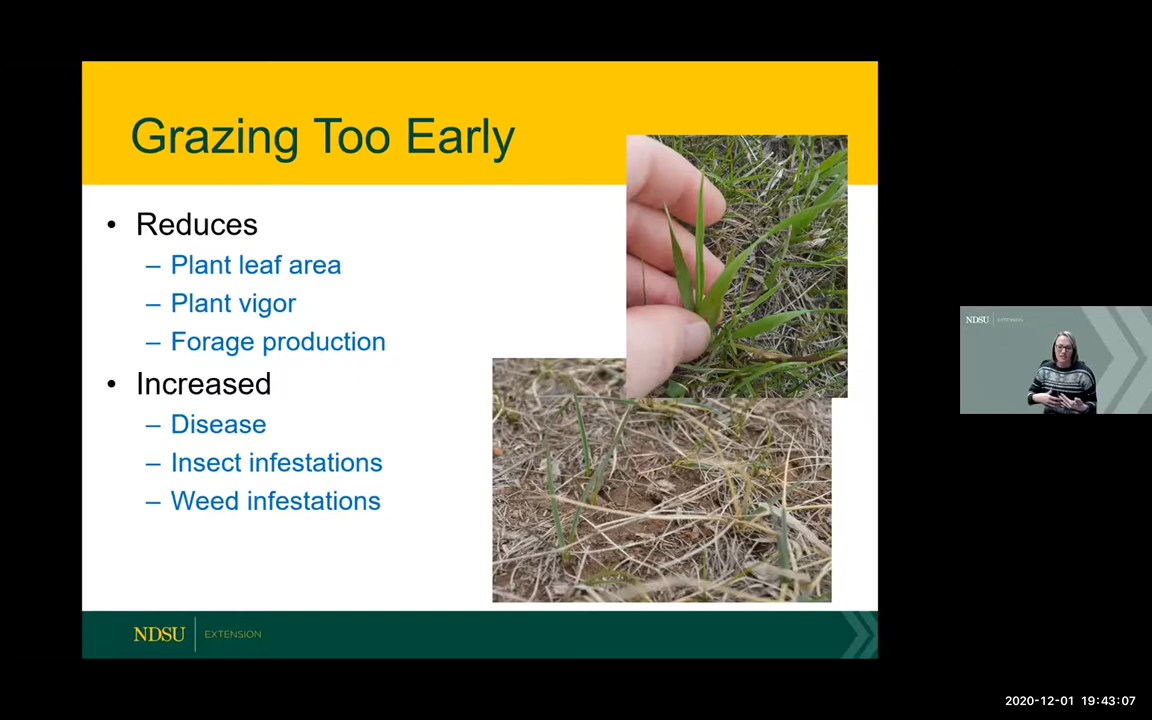 Grazing Too Early
• Reduces
– Plant leaf area
– Plant vigor
– Forage production
• Increased
– Disease
– Insect infestations
– Weed infestations
NDSU EXTENSION
NDSU EXTENSION
2020-12-01 19:43:07